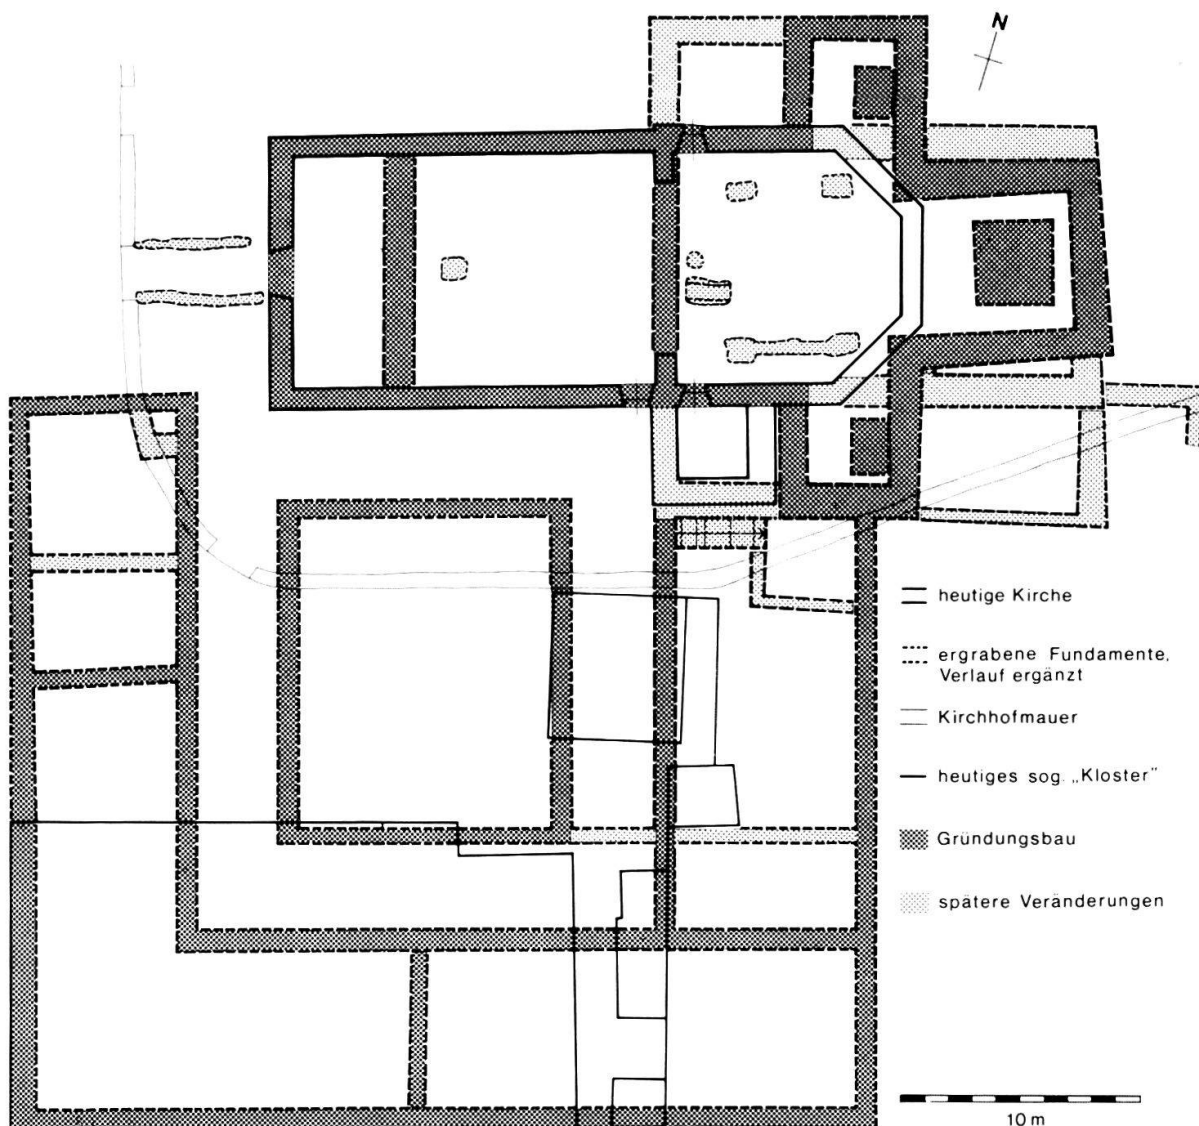 N
heutige Kirche
ergrabene Fundamente,
Verlauf ergänzt
Kirchhofmauer
heutiges sog. „Kloster"
Gründungsbau
spätere Veränderungen
10 m